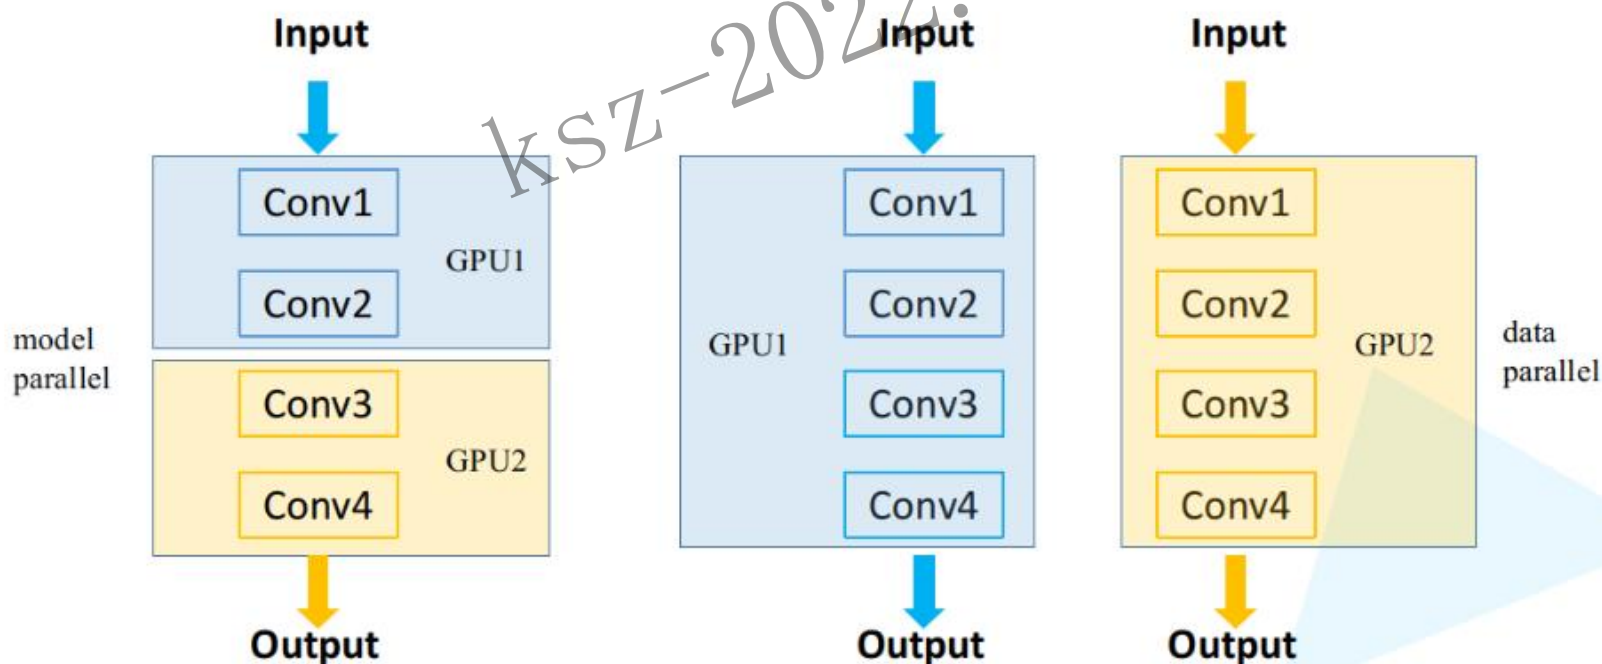 Input
Conv1
GPU1
Conv2
model
parallel
Conv3
GPU2
Conv4
Output
Input
Conv1
Conv2
GPU1
Conv3
Conv4
Output
Input
Conv1
Conv2
GPU2
Conv3
Conv4
Output
data
parallel
ksz-2022.